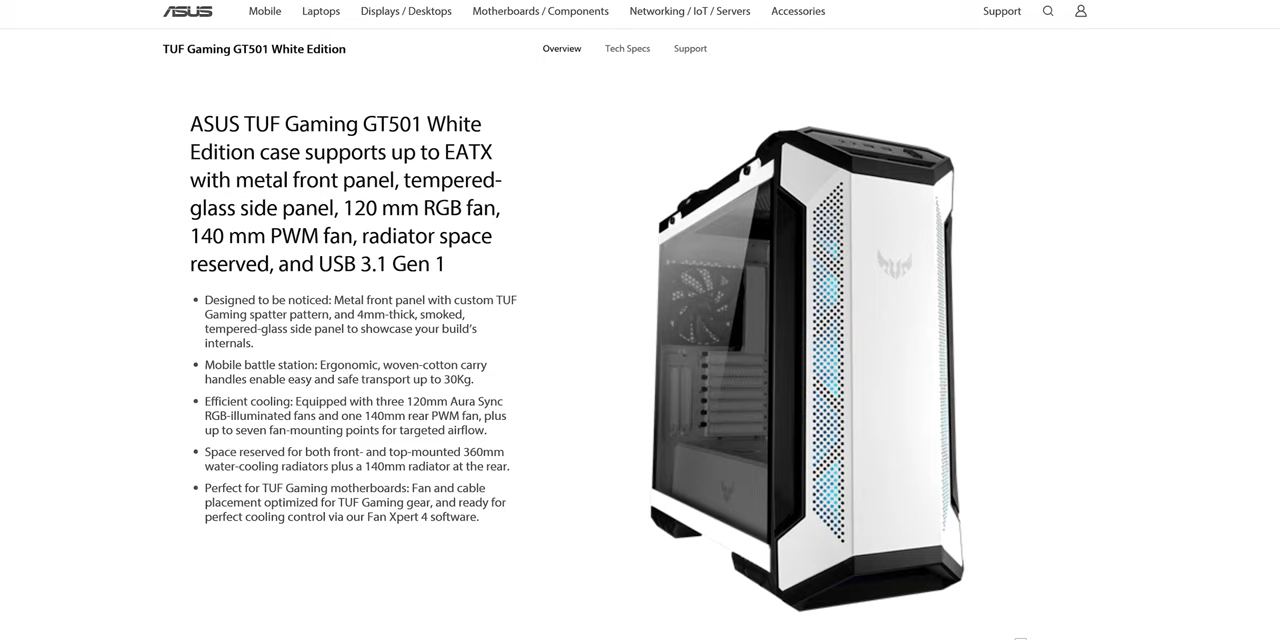 ASUS
Mobile
Laptops
Displays / Desktops
Motherboards / Components
Networking / IoT / Servers
Accessories
Support
TUF Gaming GT501 White Edition
Overview
Tech Specs
Support
ASUS TUF Gaming GT501 White
Edition case supports up to EATX
with metal front panel, tempered-
glass side panel, 120 mm RGB fan,
140 mm PWM fan, radiator space
reserved, and USB 3.1 Gen 1
• Designed to be noticed: Metal front panel with custom TUF
Gaming spatter pattern, and 4mm-thick, smoked,
tempered-glass side panel to showcase your build's
internals.
• Mobile battle station: Ergonomic, woven-cotton carry
handles enable easy and safe transport up to 30Kg.
• Efficient cooling: Equipped with three 120mm Aura Sync
RGB-illuminated fans and one 140mm rear PWM fan, plus
up to seven fan-mounting points for targeted airflow.
• Space reserved for both front- and top-mounted 360mm
water-cooling radiators plus a 140mm radiator at the rear.
• Perfect for TUF Gaming motherboards: Fan and cable
placement optimized for TUF Gaming gear, and ready for
perfect cooling control via our Fan Xpert 4 software.